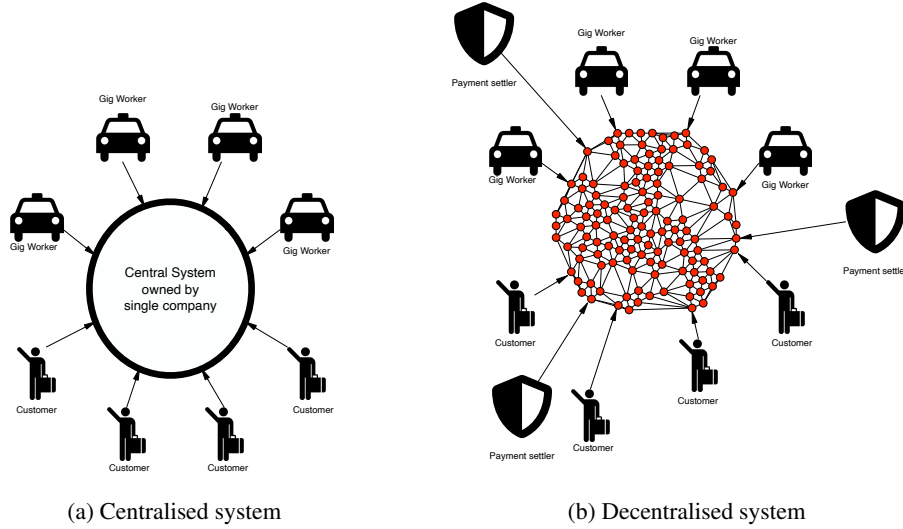 Gig Worker
Gig Worker
Gig Worker
Gig Worker
Central System
owned by
single company
Customer
Customer
Customer
Customer
(a) Centralised system
Gig Worker
Gig Worker
Payment settler
Gig Worker
Gig Worker
Payment settler
Customer
Customer
Customer
Customer
Payment settler
(b) Decentralised system